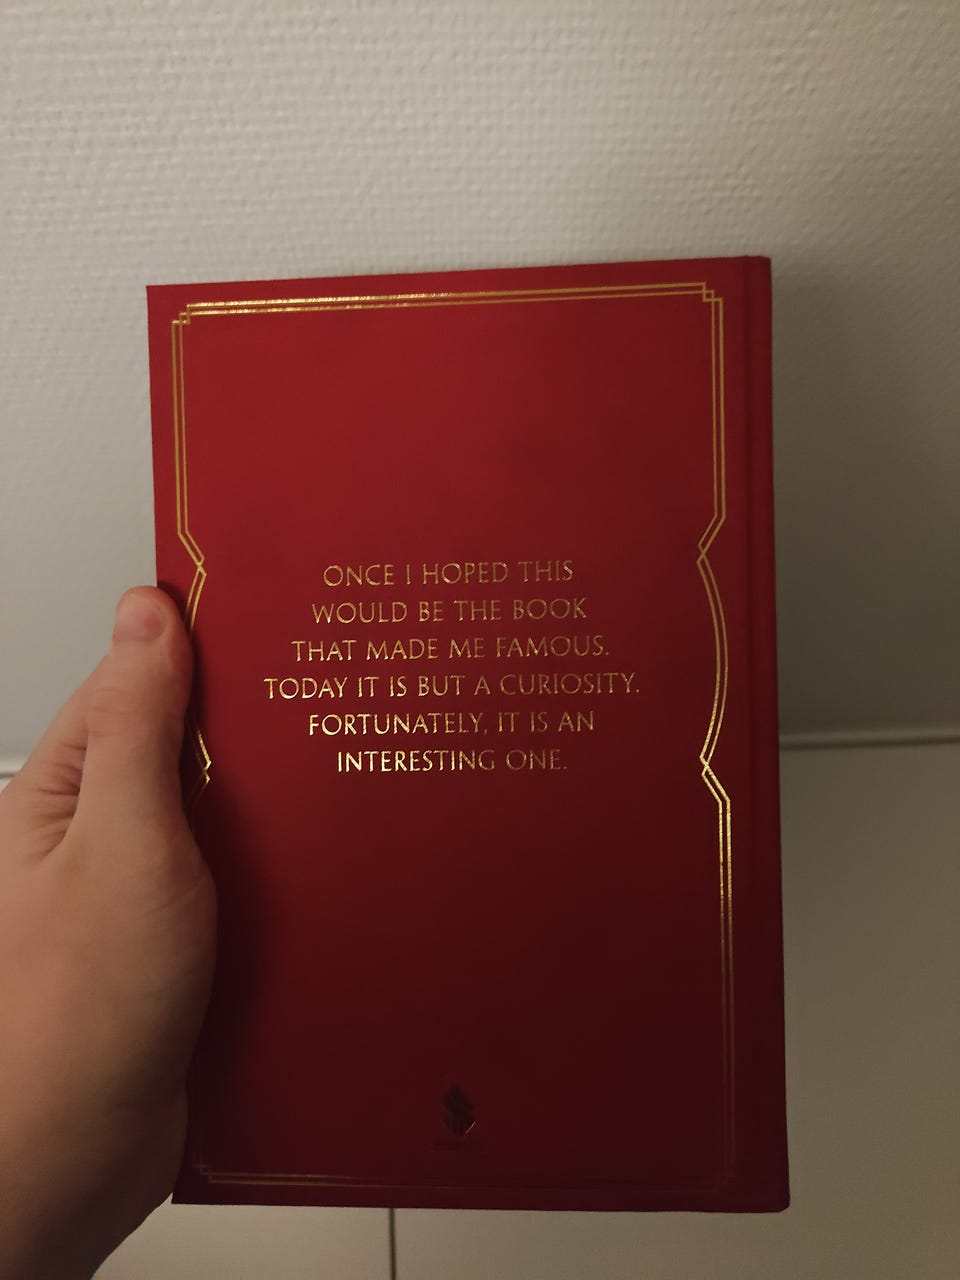 ONCE I HOPED THIS
WOULD BE THE BOOK
THAT MADE ME FAMOUS.
TODAY IT IS BUT A CURIOSITY.
FORTUNATELY, IT IS AN
INTERESTING ONE.